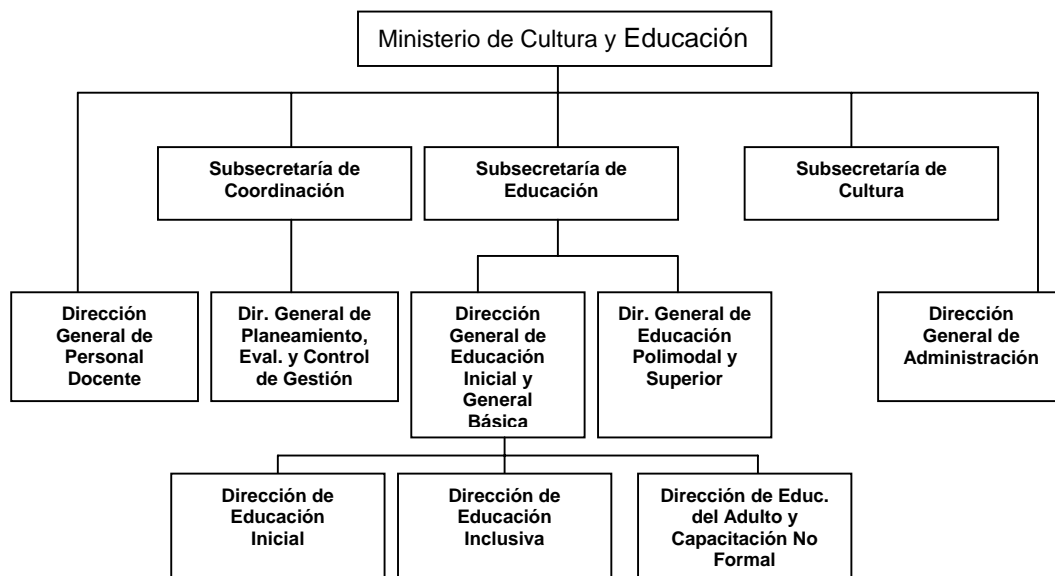 Ministerio de Cultura y Educación
Subsecretaría de
Coordinación
Subsecretaría de
Educación
Subsecretaría de
Cultura
Dirección
General de
Personal
Docente
Dir. General de
Planeamiento,
Eval. y Control
de Gestión
Dirección
General de
Educación
Inicial y
General
Básica
Dir. General de
Educación
Polimodal y
Superior
Dirección
General de
Administración
Dirección de
Educación
Inicial
Dirección de
Educación
Inclusiva
Dirección de Educ.
del Adulto y
Capacitación No
Formal